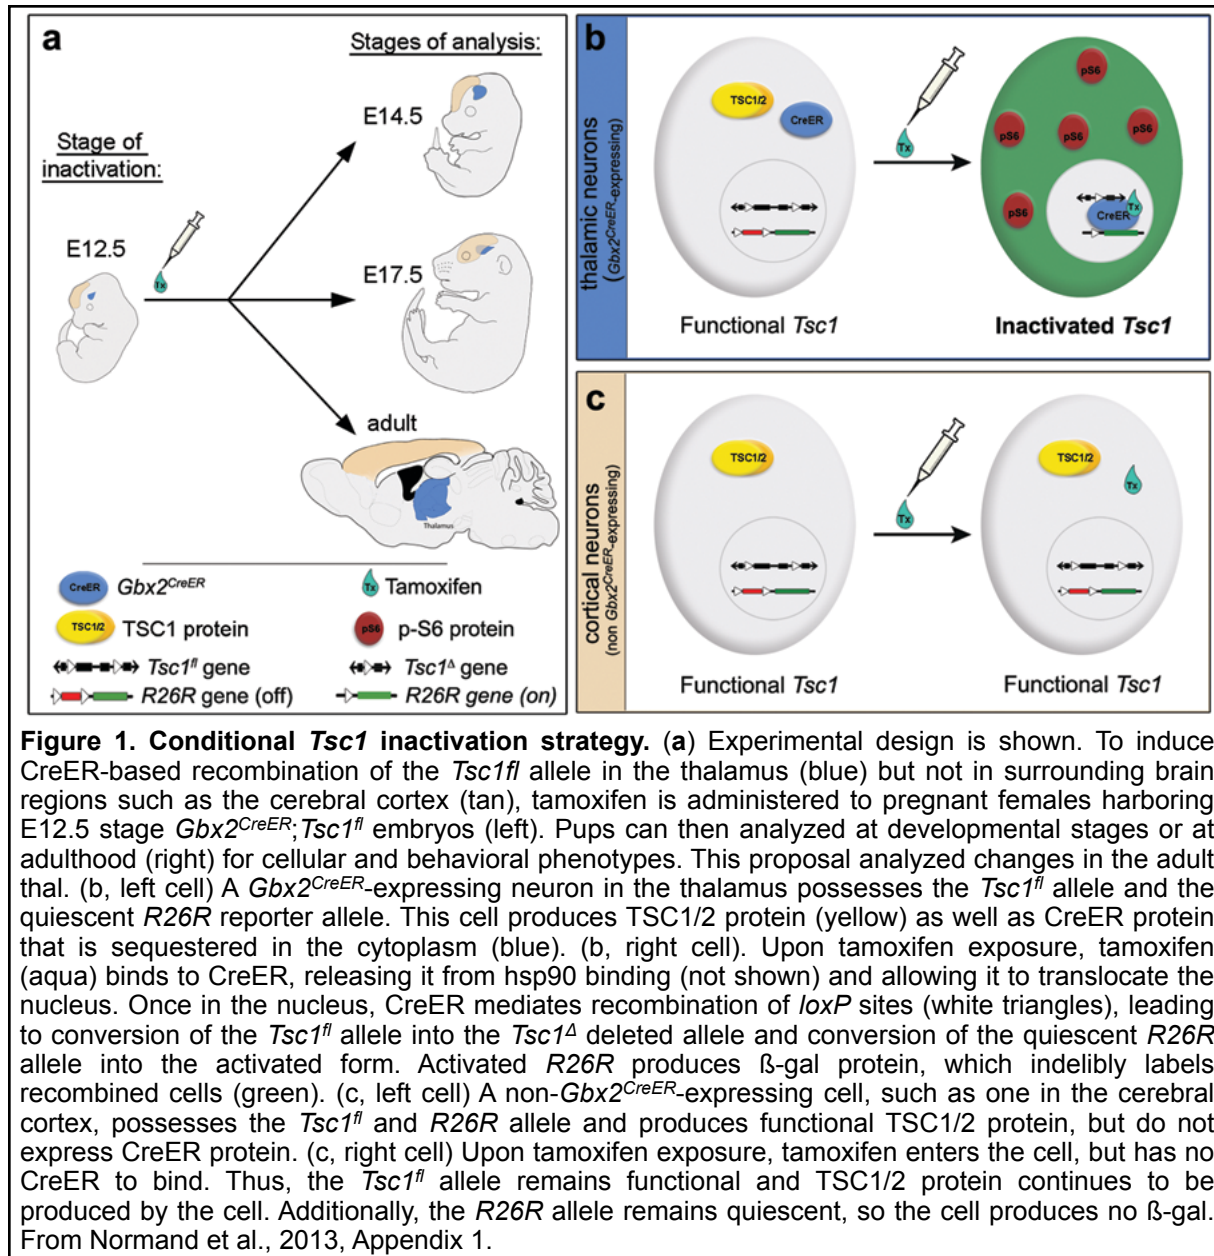 a
Stages of analysis:
Stage of
inactivation:
E12.5
Tx
E14.5
E17.5
adult
Thalamus
CreER Gbx2CreER
Tx Tamoxifen
TSC1/2 TSC1 protein
pS6 p-S6 protein
Tsc1fl gene
Tsc1Δ gene
R26R gene (off)
R26R gene (on)
b
thalamic neurons
(Gbx2CreER-expressing)
TSC1/2
CreER
Tx
pS6
pS6
pS6
pS6
pS6
CreER
Tx
Functional Tsc1
Inactivated Tsc1
c
cortical neurons
(non Gbx2CreER-expressing)
TSC1/2
Tx
TSC1/2
Tx
Functional Tsc1
Functional Tsc1
Figure 1. Conditional Tsc1 inactivation strategy. (a) Experimental design is shown. To induce
CreER-based recombination of the Tsc1fl allele in the thalamus (blue) but not in surrounding brain
regions such as the cerebral cortex (tan), tamoxifen is administered to pregnant females harboring
E12.5 stage Gbx2CreER;Tsc1fl embryos (left). Pups can then analyzed at developmental stages or at
adulthood (right) for cellular and behavioral phenotypes. This proposal analyzed changes in the adult
thal. (b, left cell) A Gbx2CreER-expressing neuron in the thalamus possesses the Tsc1fl allele and the
quiescent R26R reporter allele. This cell produces TSC1/2 protein (yellow) as well as CreER protein
that is sequestered in the cytoplasm (blue). (b, right cell). Upon tamoxifen exposure, tamoxifen
(aqua) binds to CreER, releasing it from hsp90 binding (not shown) and allowing it to translocate the
nucleus. Once in the nucleus, CreER mediates recombination of loxP sites (white triangles), leading
to conversion of the Tsc1fl allele into the Tsc1Δ deleted allele and conversion of the quiescent R26R
allele into the activated form. Activated R26R produces ß-gal protein, which indelibly labels
recombined cells (green). (c, left cell) A non-Gbx2CreER-expressing cell, such as one in the cerebral
cortex, possesses the Tsc1fl and R26R allele and produces functional TSC1/2 protein, but do not
express CreER protein. (c, right cell) Upon tamoxifen exposure, tamoxifen enters the cell, but has no
CreER to bind. Thus, the Tsc1fl allele remains functional and TSC1/2 protein continues to be
produced by the cell. Additionally, the R26R allele remains quiescent, so the cell produces no ß-gal.
From Normand et al., 2013, Appendix 1.